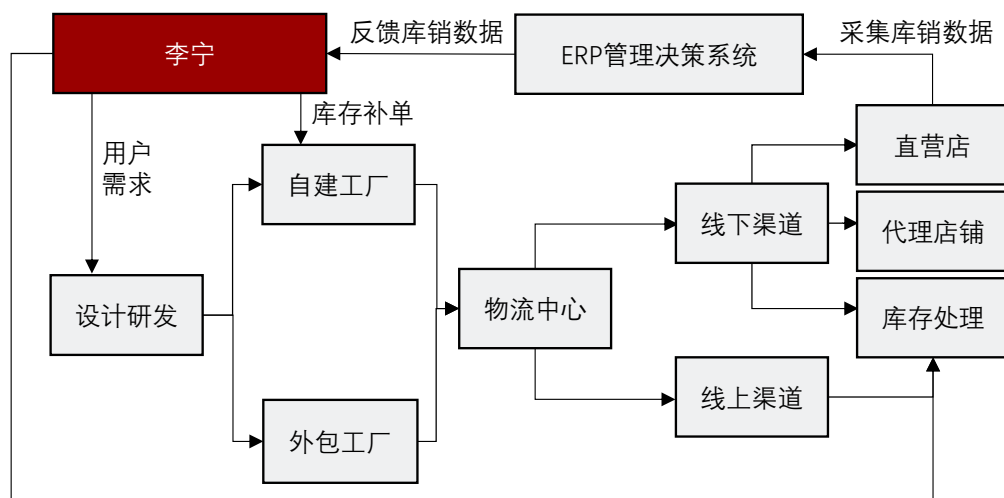 李宁
反馈库销数据
ERP管理决策系统
采集库销数据
库存补单
用户
需求
自建工厂
直营店
线下渠道
代理店铺
设计研发
物流中心
库存处理
线上渠道
外包工厂